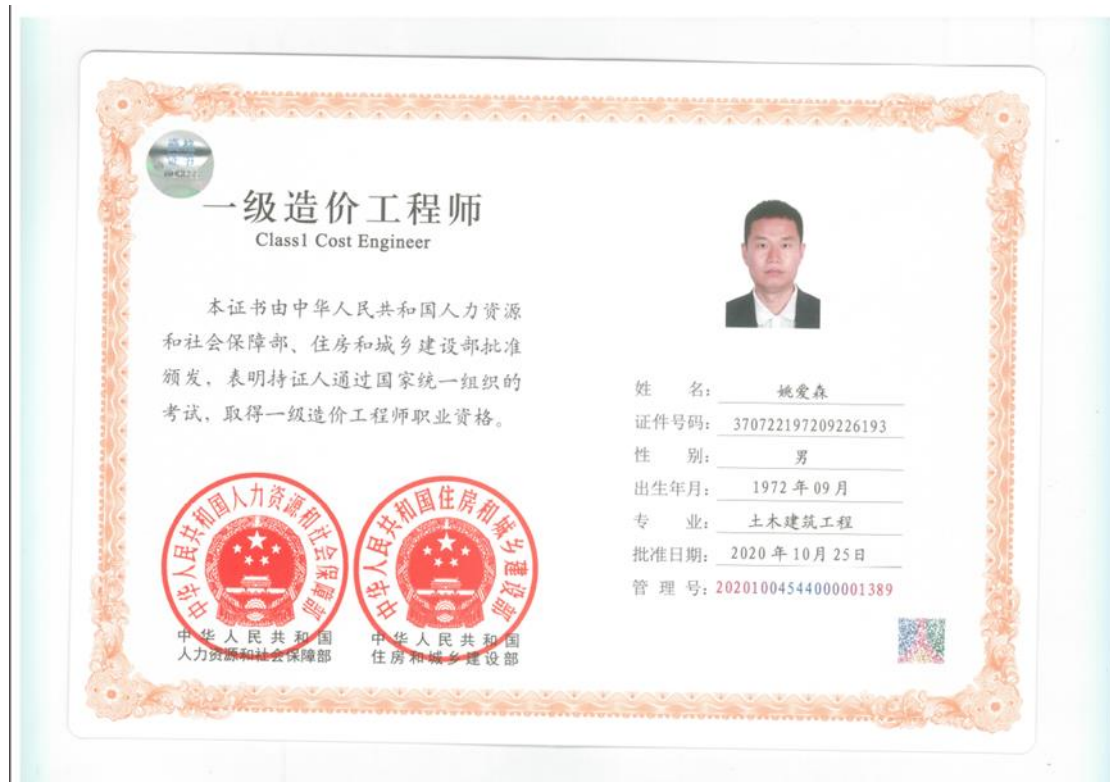 资格
证书
一级造价工程师
Class1 Cost Engineer
本证书由中华人民共和国人力资源
和社会保障部、住房和城乡建设部批准
颁发，表明持证人通过国家统一组织的
考试，取得一级造价工程师职业资格。
中华人民共和国人力资源和社会保障部
中华人民共和国
人力资源和社会保障部
中华人民共和国住房和城乡建设部
中华人民共和国
住房和城乡建设部
姓 名：姚爱森
证件号码：370722197209226193
性 别：男
出生年月：1972 年 09 月
专 业：土木建筑工程
批准日期：2020 年 10 月 25 日
管 理 号：20201004544000001389